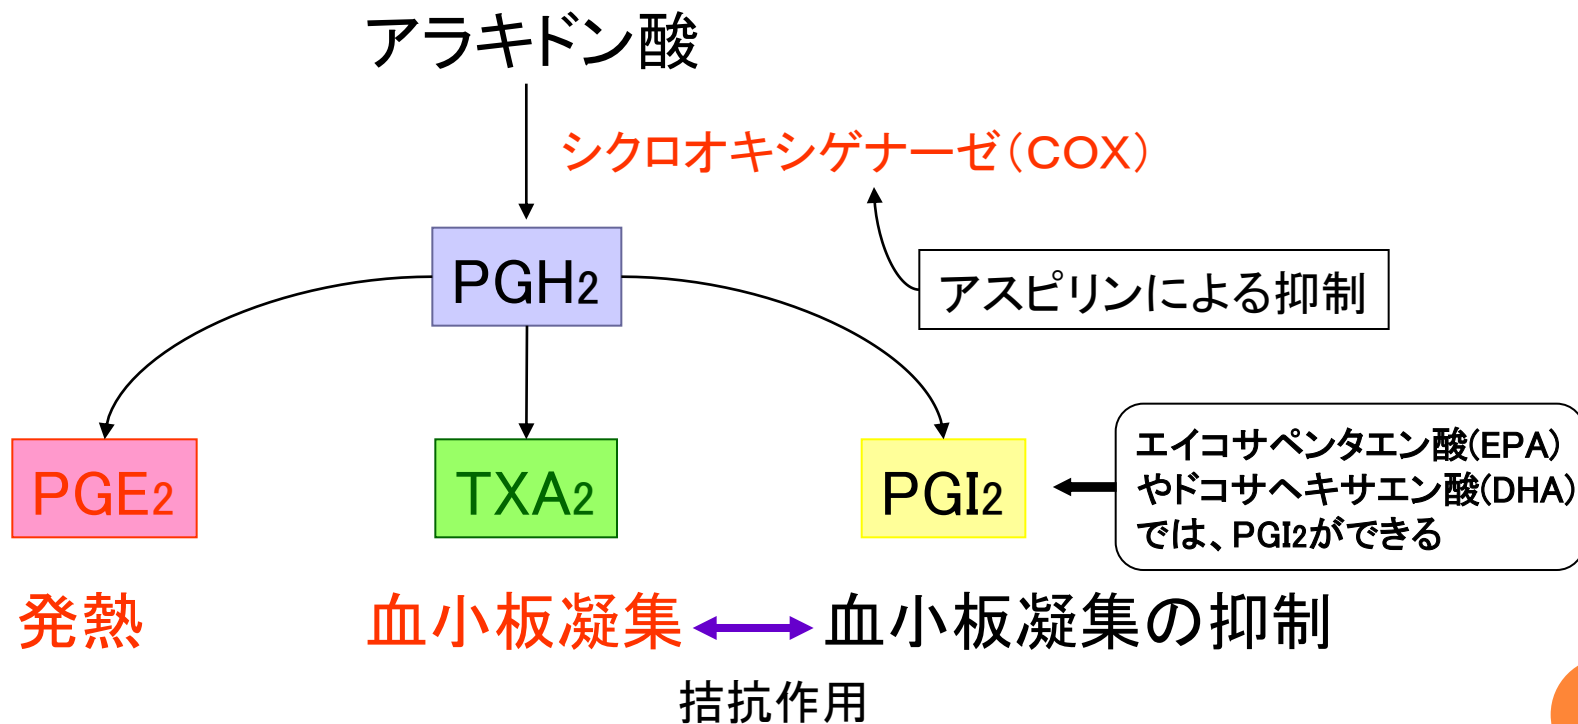 アラキドン酸
シクロオキシゲナーゼ(COX)
PGH2
アスピリンによる抑制
PGE2
TXA2
PGI2
エイコサペンタエン酸(EPA)
やドコサヘキサエン酸(DHA)
では、PGI2ができる
発熱
血小板凝集
血小板凝集の抑制
拮抗作用